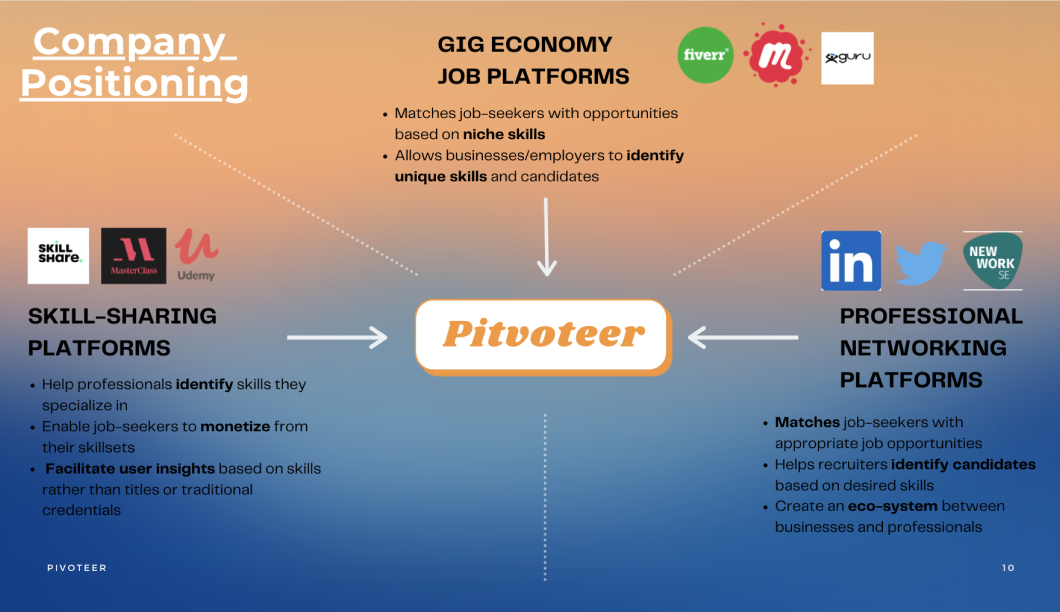 Company
Positioning
GIG ECONOMY
JOB PLATFORMS
fiverr
m
guru
• Matches job-seekers with opportunities
based on niche skills
• Allows businesses/employers to identify
unique skills and candidates
SKILL
SHARE.
MasterClass
Udemy
SKILL-SHARING
PLATFORMS
• Help professionals identify skills they
specialize in
• Enable job-seekers to monetize from
their skillsets
• Facilitate user insights based on skills
rather than titles or traditional
credentials
Pitvoteer
in
NEW
WORK
SE
PROFESSIONAL
NETWORKING
PLATFORMS
• Matches job-seekers with
appropriate job opportunities
• Helps recruiters identify candidates
based on desired skills
• Create an eco-system between
businesses and professionals
PIVOTEER
10